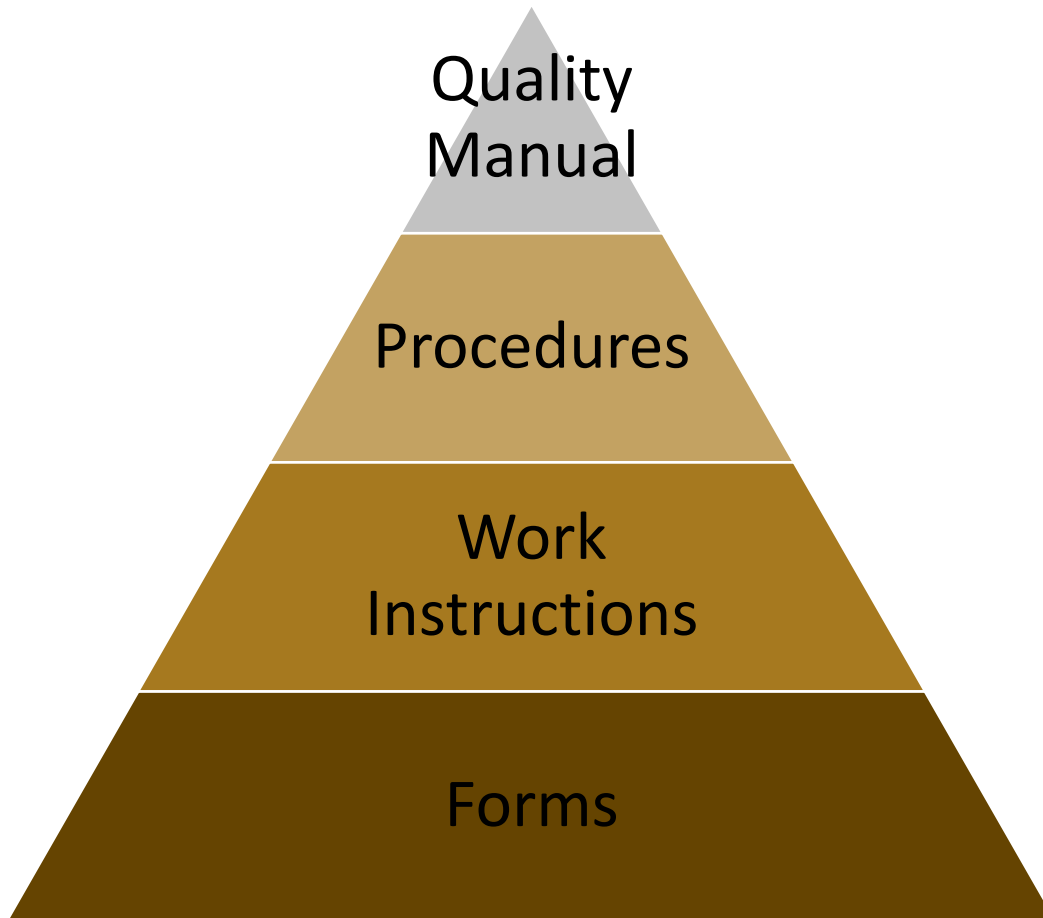 Quality
Manual
Procedures
Work
Instructions
Forms